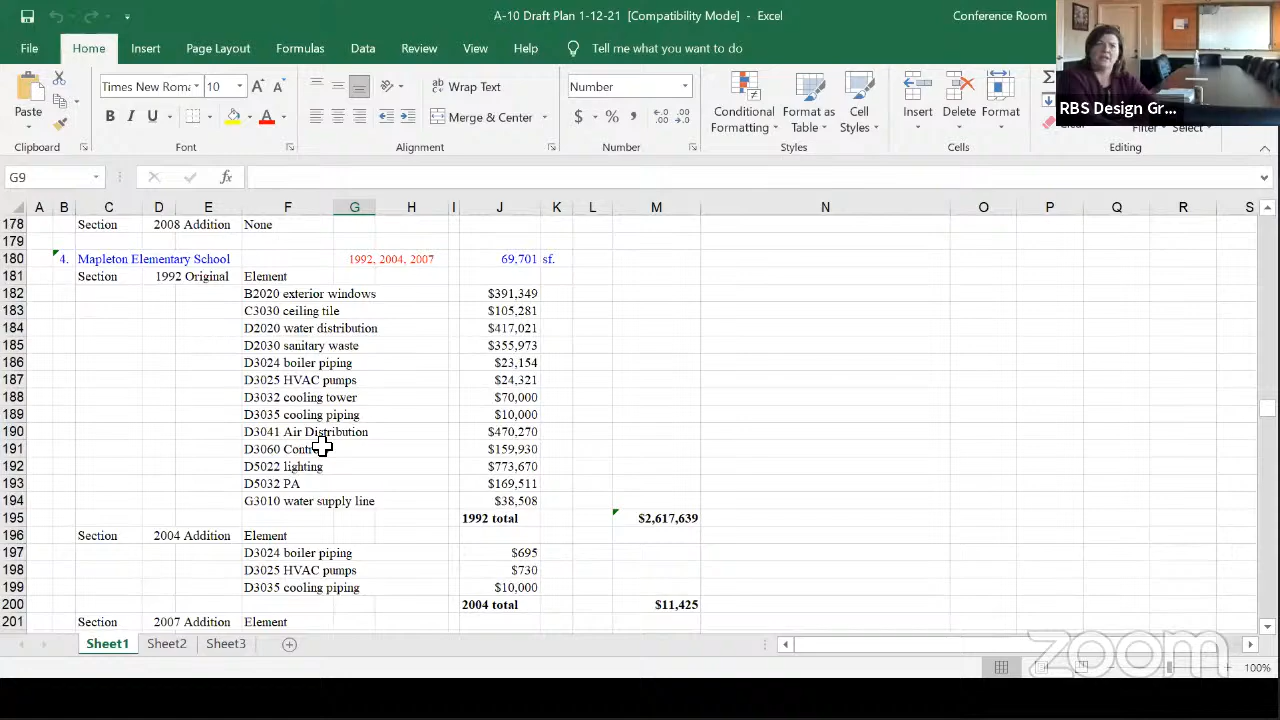 A-10 Draft Plan 1-12-21 [Compatibility Mode] - Excel
Conference Room
File Home Insert Page Layout Formulas Data Review View Help Tell me what you want to do
RBS Design Gr...
Paste
Clipboard
Times New Roma 10
B I U
Font
Wrap Text
Merge & Center
Alignment
Number
$ % ,
Number
Conditional Formatting Format as Table Cell Styles
Styles
Insert Delete Format
Cells
Filter Select
G9 fx
A B C D E F G H I J K L M N O P Q R S
178 Section 2008 Addition None
179
180 4. Mapleton Elementary School 1992, 2004, 2007 69,701 sf.
181 Section 1992 Original Element
182 B2020 exterior windows $391,349
183 C3030 ceiling tile $105,281
184 D2020 water distribution $417,021
185 D2030 sanitary waste $355,973
186 D3024 boiler piping $23,154
187 D3025 HVAC pumps $24,321
188 D3032 cooling tower $70,000
189 D3035 cooling piping $10,000
190 D3041 Air Distribution $470,270
191 D3060 $159,930
192 D5022 lighting $773,670
193 D5032 PA $169,511
194 G3010 water supply line $38,508
195 1992 total $2,617,639
196 Section 2004 Addition Element
197 D3024 boiler piping $695
198 D3025 HVAC pumps $730
199 D3035 cooling piping $10,000
200 2004 total $11,425
201 Section 2007 Addition Element
Sheet1 Sheet2 Sheet3
zoom
100%